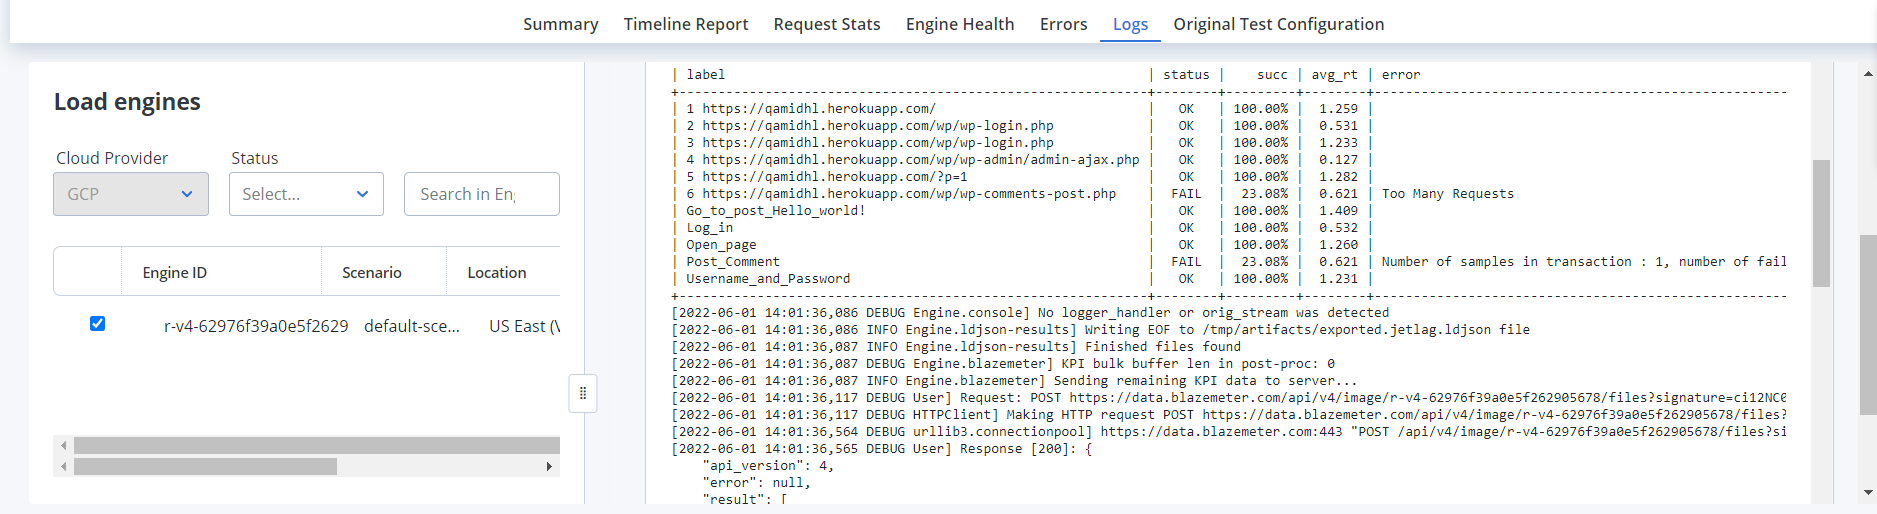 Summary Timeline Report Request Stats Engine Health Errors Logs Original Test Configuration
Load engines
Cloud Provider Status
GCP Select... Search in En
Engine ID Scenario Location
r-v4-62976f39a0e5f2629 default-sce... US East (V
| label | status | succ | avg_rt | error
+------------------------------------------------------------+--------+---------+--------+------------------------------------------------------
| 1 https://qamidhl.herokuapp.com/ | OK | 100.00% | 1.259 |
| 2 https://qamidhl.herokuapp.com/wp/wp-login.php | OK | 100.00% | 0.531 |
| 3 https://qamidhl.herokuapp.com/wp/wp-login.php | OK | 100.00% | 1.233 |
| 4 https://qamidhl.herokuapp.com/wp/wp-admin/admin-ajax.php | OK | 100.00% | 0.127 |
| 5 https://qamidhl.herokuapp.com/?p=1 | OK | 100.00% | 1.282 |
| 6 https://qamidhl.herokuapp.com/wp/wp-comments-post.php | FAIL | 23.08% | 0.621 | Too Many Requests
| Go_to_post_Hello_world! | OK | 100.00% | 1.409 |
| Log_in | OK | 100.00% | 0.532 |
| Open_page | OK | 100.00% | 1.260 |
| Post_Comment | FAIL | 23.08% | 0.621 | Number of samples in transaction : 1, number of fail
| Username_and_Password | OK | 100.00% | 1.231 |
+------------------------------------------------------------+--------+---------+--------+------------------------------------------------------
[2022-06-01 14:01:36,086 DEBUG Engine.console] No logger_handler or orig_stream was detected
[2022-06-01 14:01:36,086 INFO Engine.ldjson-results] Writing EOF to /tmp/artifacts/exported.jetlag.ldjson file
[2022-06-01 14:01:36,087 INFO Engine.ldjson-results] Finished files found
[2022-06-01 14:01:36,087 DEBUG Engine.blazemeter] KPI bulk buffer len in post-proc: 0
[2022-06-01 14:01:36,087 INFO Engine.blazemeter] Sending remaining KPI data to server...
[2022-06-01 14:01:36,117 DEBUG User] Request: POST https://data.blazemeter.com/api/v4/image/r-v4-62976f39a0e5f262905678/files?signature=ci12NC0
[2022-06-01 14:01:36,117 DEBUG HTTPClient] Making HTTP request POST https://data.blazemeter.com/api/v4/image/r-v4-62976f39a0e5f262905678/files?
[2022-06-01 14:01:36,564 DEBUG urllib3.connectionpool] https://data.blazemeter.com:443 "POST /api/v4/image/r-v4-62976f39a0e5f262905678/files?si
[2022-06-01 14:01:36,565 DEBUG User] Response [200]: {
"api_version": 4,
"error": null,
"result": [